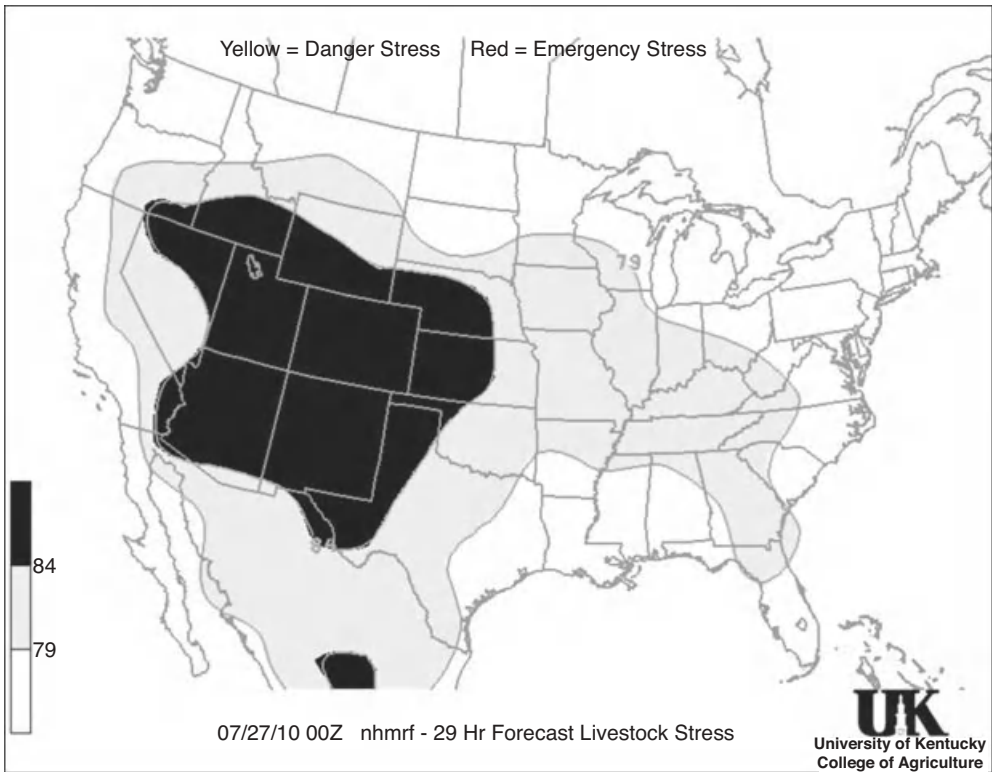 Yellow = Danger Stress Red = Emergency Stress
79
84
84
79
07/27/10 00Z nhmrf - 29 Hr Forecast Livestock Stress
UK
University of Kentucky
College of Agriculture